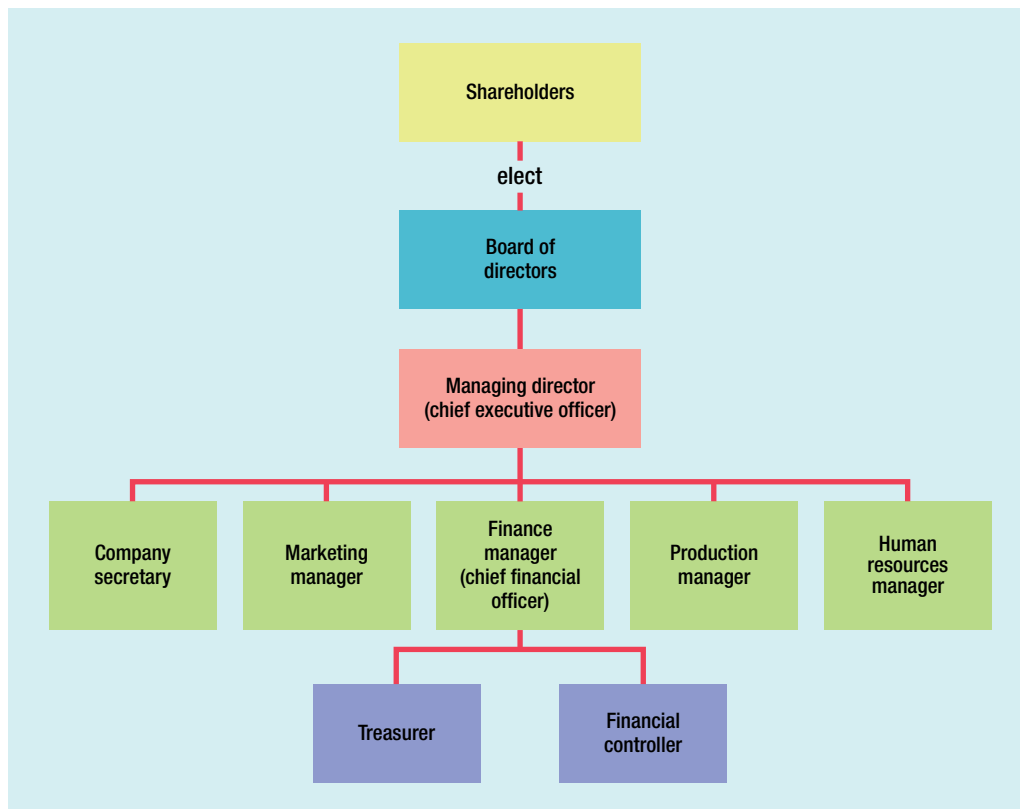 Shareholders
elect
Board of
directors
Managing director
(chief executive officer)
Company
secretary
Marketing
manager
Finance
manager
(chief financial
officer)
Production
manager
Human
resources
manager
Treasurer
Financial
controller